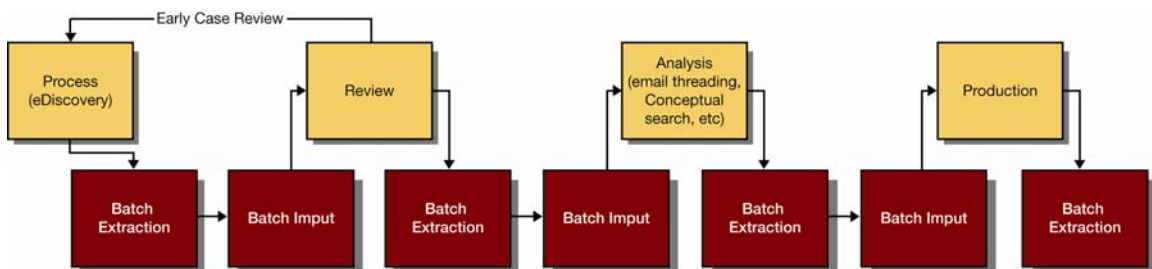 Early Case Review
Process
(eDiscovery)
Review
Analysis
(email threading,
Conceptual
search, etc)
Production
Batch
Extraction
Batch Imput
Batch
Extraction
Batch Imput
Batch
Extraction
Batch Imput
Batch
Extraction